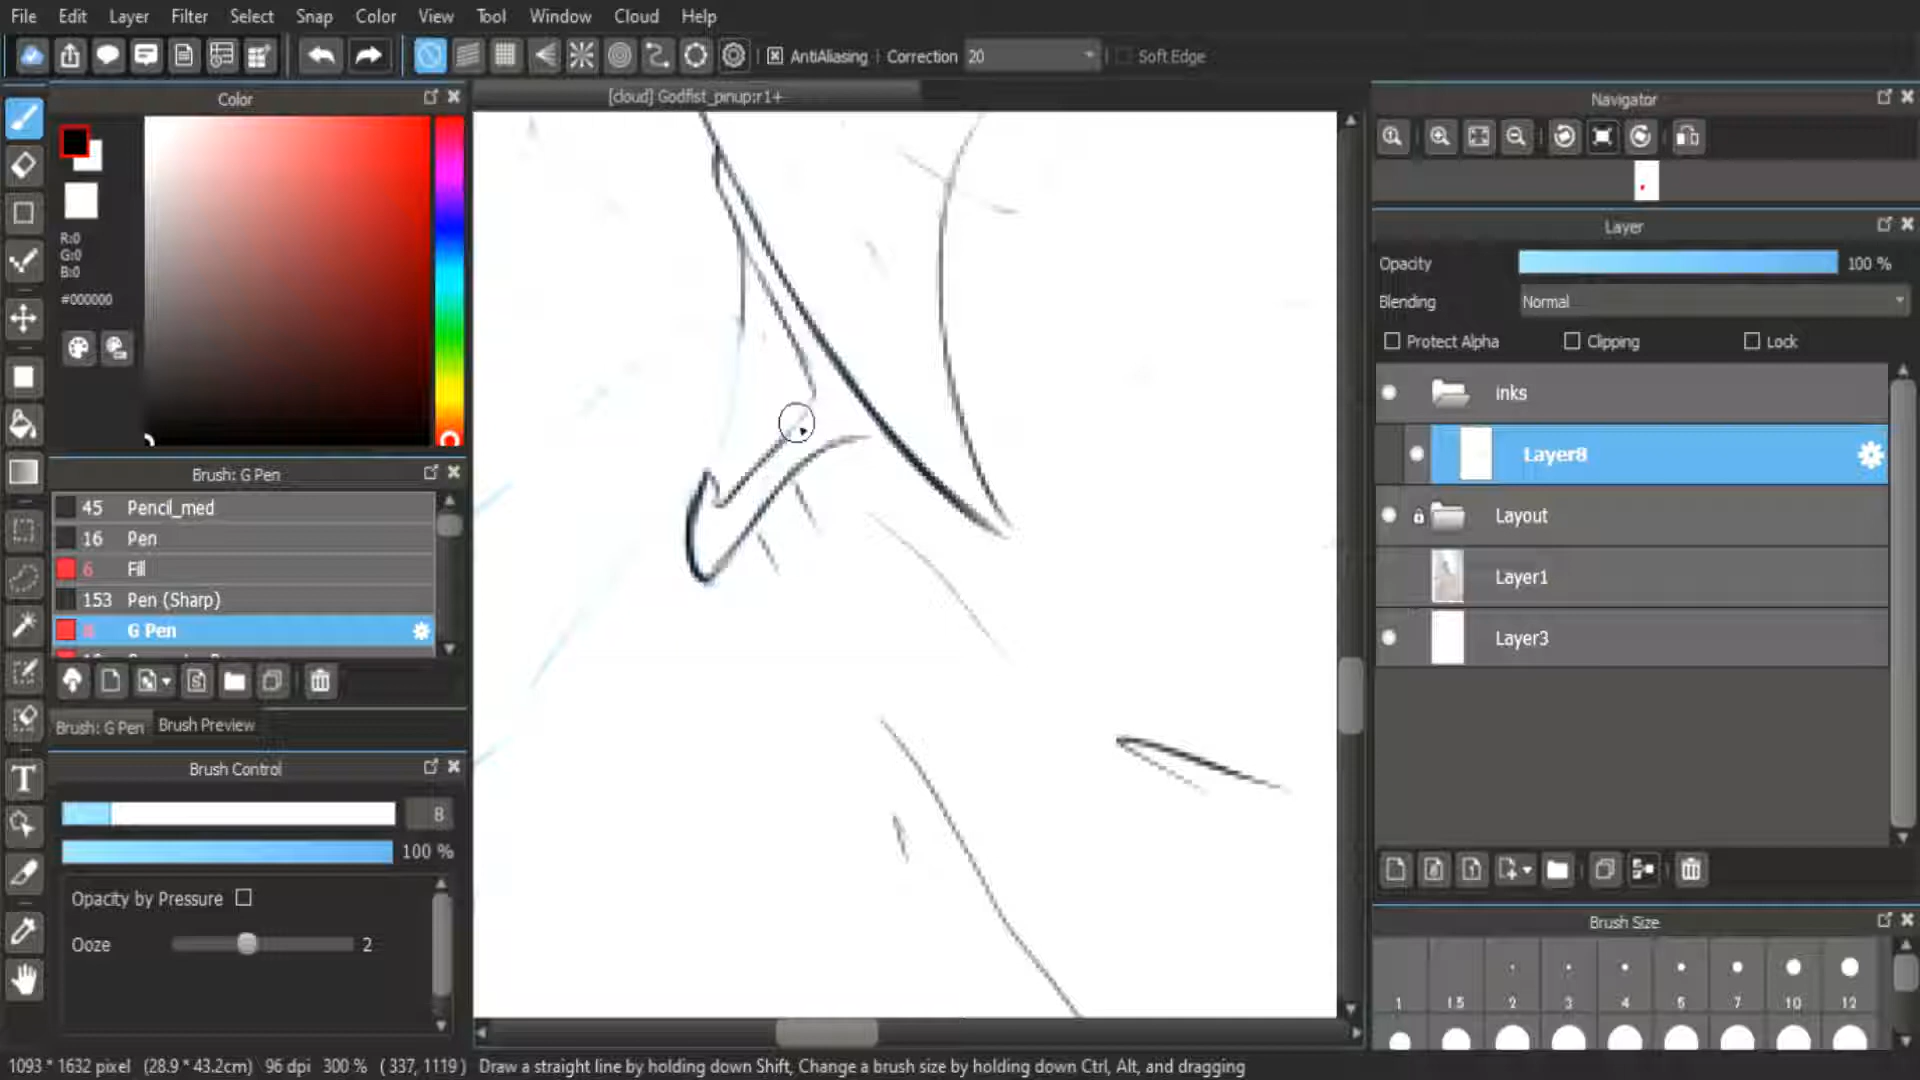 File Edit Layer Filter Select Snap Color View Tool Window Cloud Help
AntiAliasing Correction 20 Soft Edge
Color
[cloud] Godfist_pinup:r1+
Navigator
R:0
G:0
B:0
#000000
Brush: G Pen
45 Pencil_med
16 Pen
6 Fill
153 Pen (Sharp)
8 G Pen
Brush: G Pen Brush Preview
Brush Control
8
100 %
Opacity by Pressure
Ooze 2
Layer
Opacity 100 %
Blending Normal
Protect Alpha Clipping Lock
inks
Layer8
Layout
Layer1
Layer3
Brush Size
1 1.5 2 3 4 5 7 10 12
1093 * 1632 pixel (28.9 * 43.2cm) 96 dpi 300 % ( 337, 1119 ) Draw a straight line by holding down Shift, Change a brush size by holding down Ctrl, Alt, and dragging